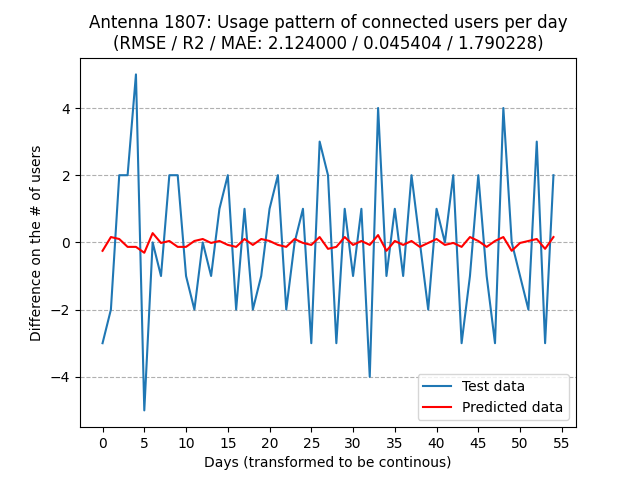 Antenna 1807: Usage pattern of connected users per day
(RMSE / R2 / MAE: 2.124000 / 0.045404 / 1.790228)
Difference on the # of users
4
2
0
−2
−4
Test data
Predicted data
0 5 10 15 20 25 30 35 40 45 50 55
Days (transformed to be continous)